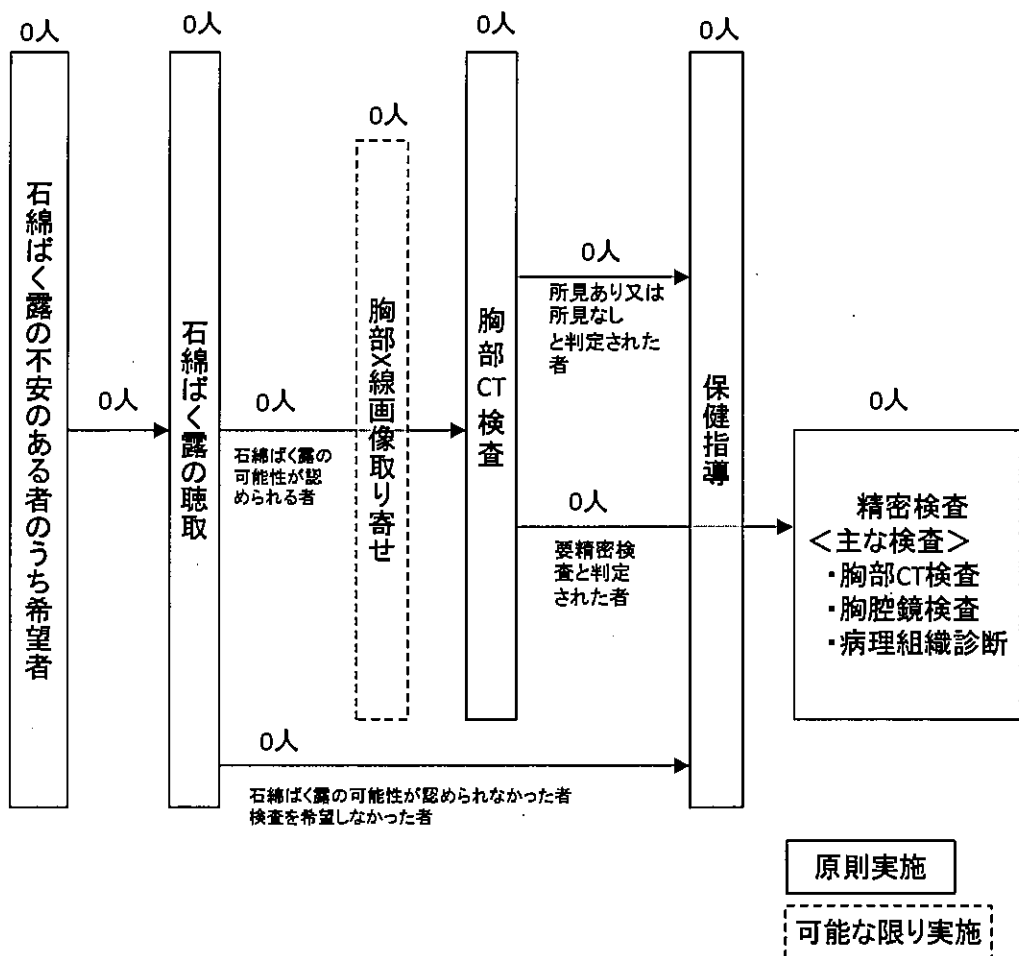 0人
石綿ばく露の不安のある者のうち希望者
0人
0人
石綿ばく露の聴取
0人
石綿ばく露の
可能性が認
められる者
0人
胸部X線画像取り寄せ
0人
胸部CT検査
0人
所見あり又は
所見なし
と判定された
者
0人
要精密検
査と判定
された者
0人
石綿ばく露の可能性が認められなかった者
検査を希望しなかった者
0人
保健指導
0人
精密検査
＜主な検査＞
・胸部CT検査
・胸腔鏡検査
・病理組織診断
原則実施
可能な限り実施